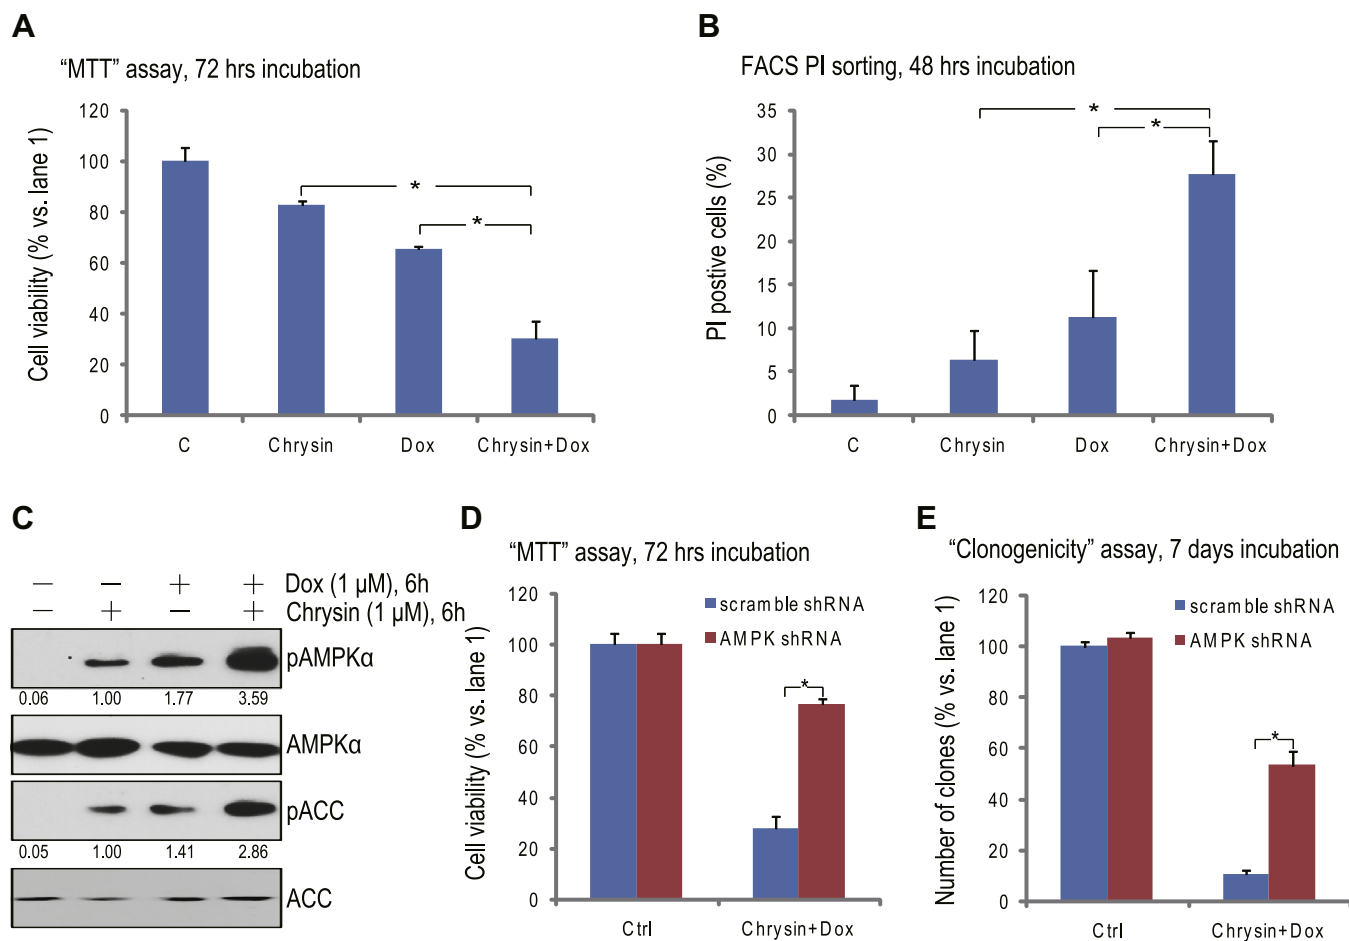 A
“MTT” assay, 72 hrs incubation
Cell viability (% vs. lane 1)
120
100
80
60
40
20
0
*
*
C Chrysin Dox Chrysin+Dox
B
FACS PI sorting, 48 hrs incubation
PI postive cells (%)
35
30
25
20
15
10
5
0
*
*
C Chrysin Dox Chrysin+Dox
C
— — + + Dox (1 µM), 6h
— + — + Chrysin (1 µM), 6h
pAMPKα
0.06 1.00 1.77 3.59
AMPKα
pACC
0.05 1.00 1.41 2.86
ACC
D
“MTT” assay, 72 hrs incubation
Cell viability (% vs. lane 1)
120
100
80
60
40
20
0
scramble shRNA
AMPK shRNA
*
Ctrl Chrysin+Dox
E
“Clonogenicity” assay, 7 days incubation
Number of clones (% vs. lane 1)
120
100
80
60
40
20
0
scramble shRNA
AMPK shRNA
*
Ctrl Chrysin+Dox